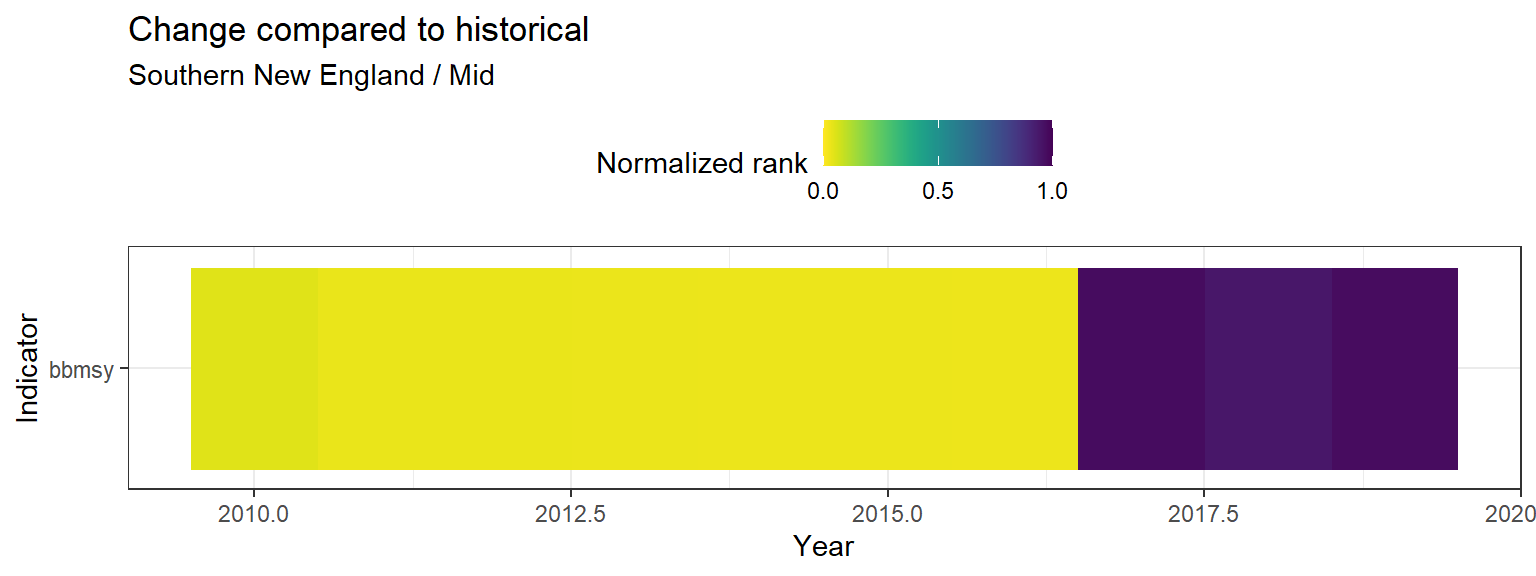 Change compared to historical
Southern New England / Mid
Normalized rank
0.0 0.5 1.0
Indicator
bbmsy
2010.0 2012.5 2015.0 2017.5 2020
Year